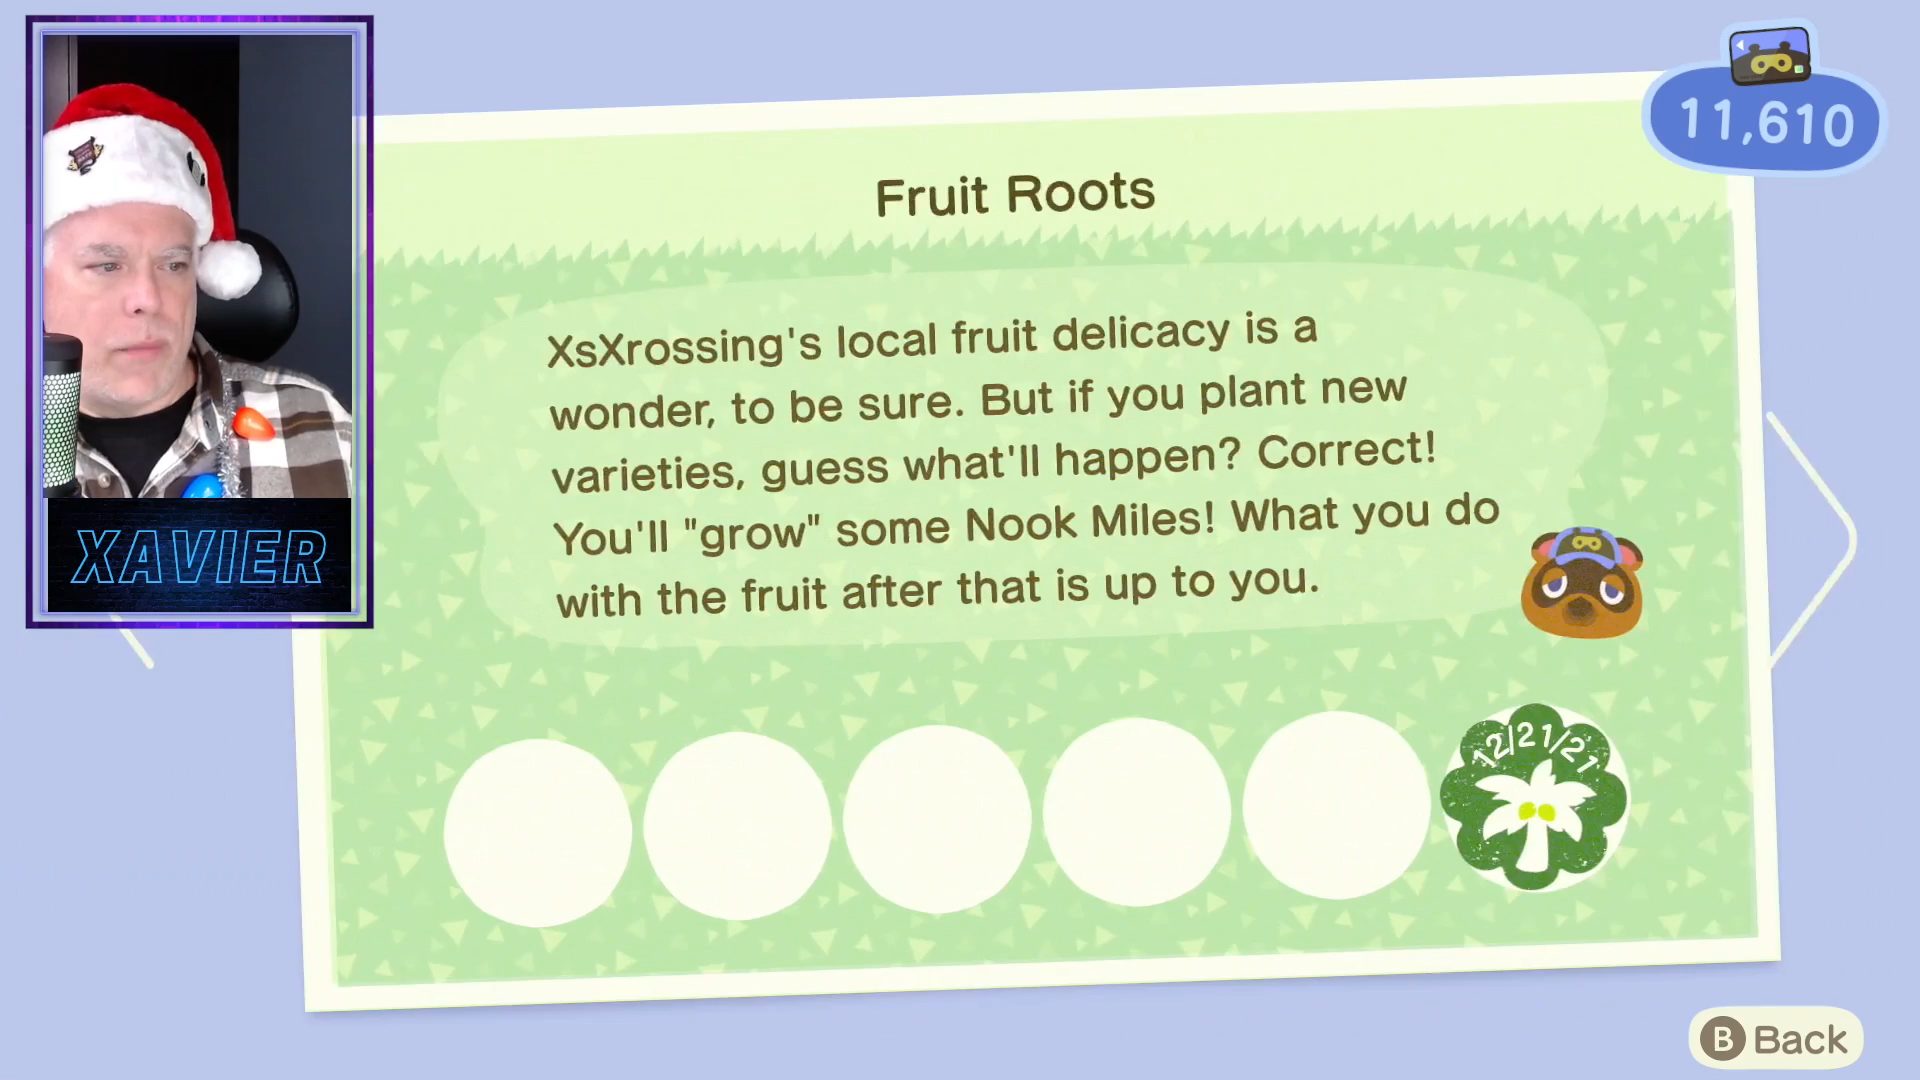 11,610
Fruit Roots
XsXrossing's local fruit delicacy is a
wonder, to be sure. But if you plant new
varieties, guess what'll happen? Correct!
You'll "grow" some Nook Miles! What you do
with the fruit after that is up to you.
XAVIER
12/21/21
B Back